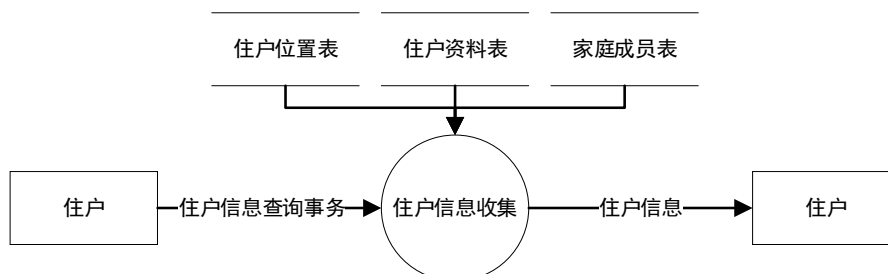 住户位置表
住户资料表
家庭成员表
住户
住户信息查询事务
住户信息收集
住户信息
住户